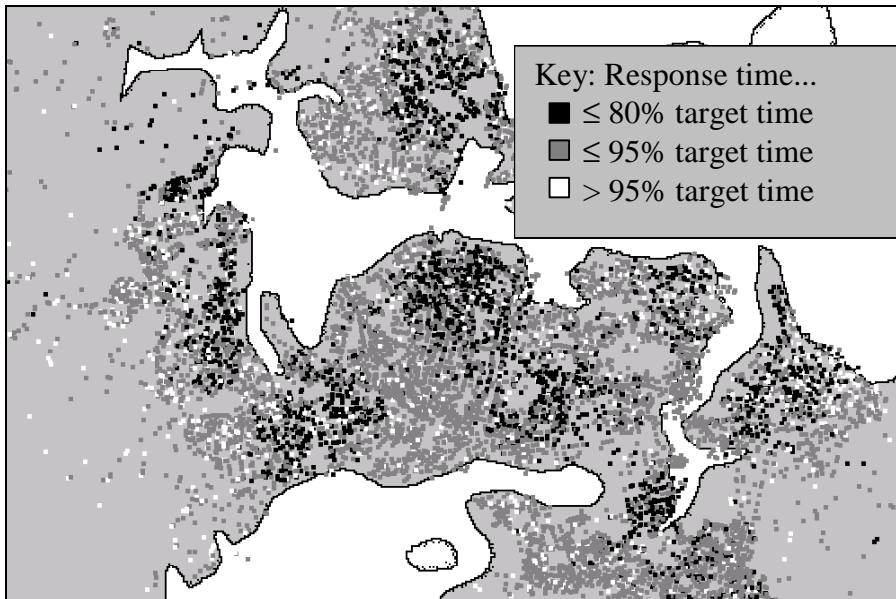 Key: Response time...
≤ 80% target time
≤ 95% target time
> 95% target time